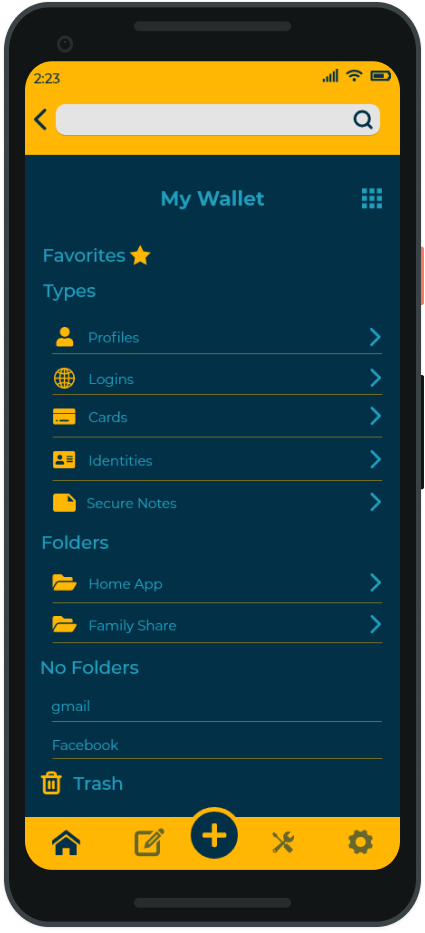 2:23
My Wallet
Favorites
Types
Profiles
Logins
Cards
Identities
Secure Notes
Folders
Home App
Family Share
No Folders
gmail
Facebook
Trash